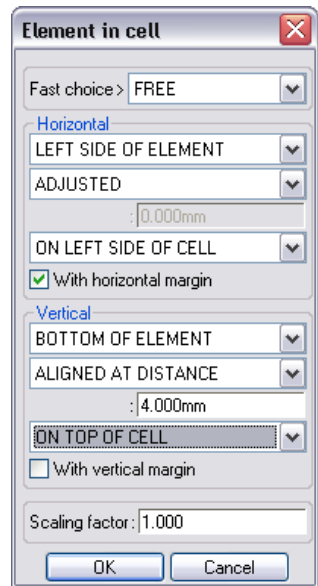 Element in cell
Fast choice > FREE
Horizontal
LEFT SIDE OF ELEMENT
ADJUSTED
: 0.000mm
ON LEFT SIDE OF CELL
With horizontal margin
Vertical
BOTTOM OF ELEMENT
ALIGNED AT DISTANCE
: 4.000mm
ON TOP OF CELL
With vertical margin
Scaling factor: 1.000
OK Cancel